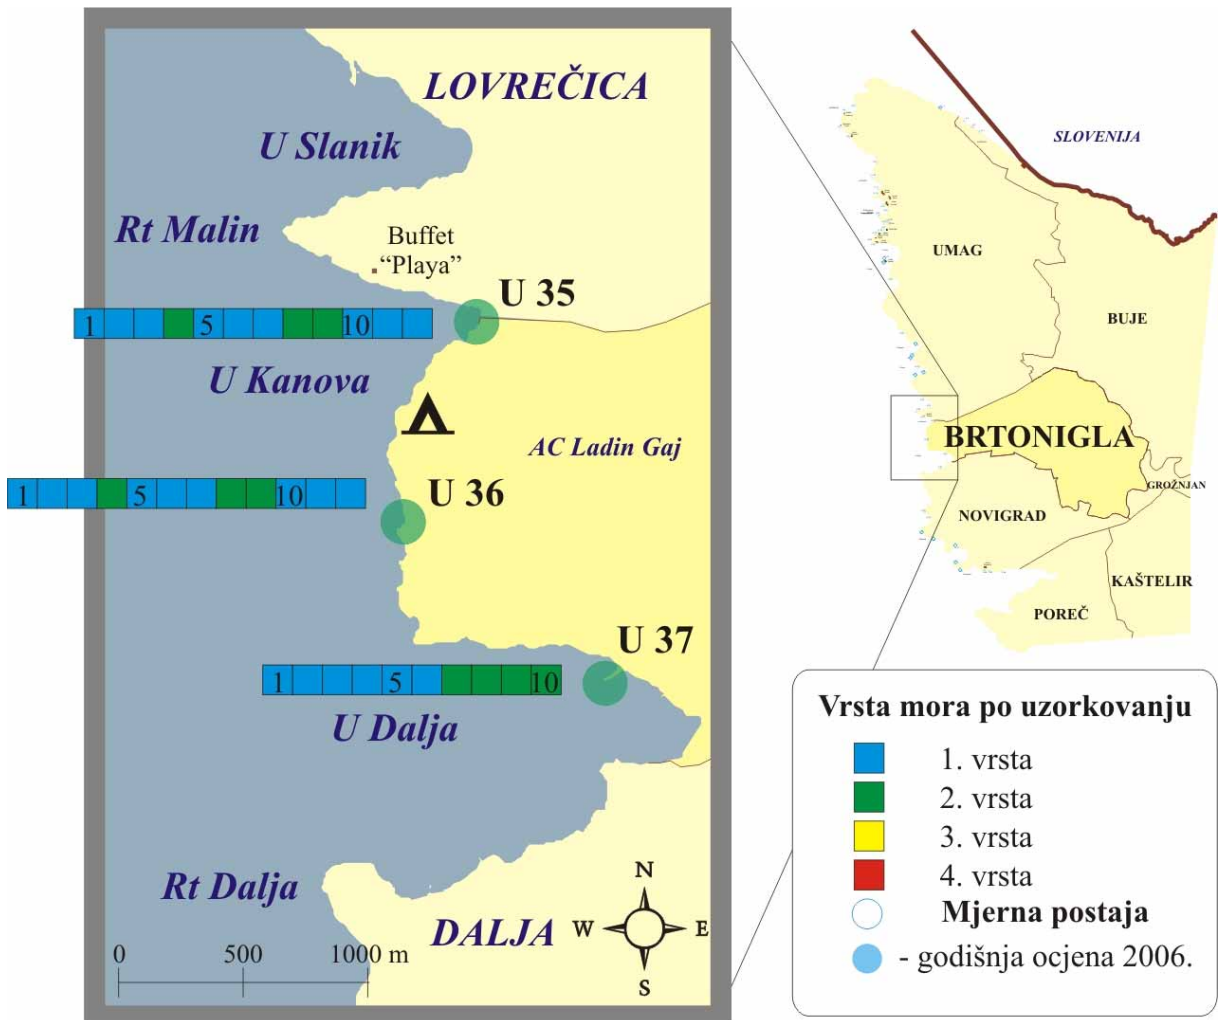 LOVREČICA
U Slanik
Rt Malin
Buffet
“Playa”
U 35
1 5 10
U Kanova
AC Ladin Gaj
U 36
1 5 10
U 37
1 5 10
U Dalja
Rt Dalja
DALJA
N
W E
S
0 500 1000 m
SLOVENIJA
UMAG
BUJE
BRTONIGLA
GROŽNJAN
NOVIGRAD
KAŠTELIR
POREČ
Vrsta mora po uzorkovanju
1. vrsta
2. vrsta
3. vrsta
4. vrsta
Mjerna postaja
- godišnja ocjena 2006.